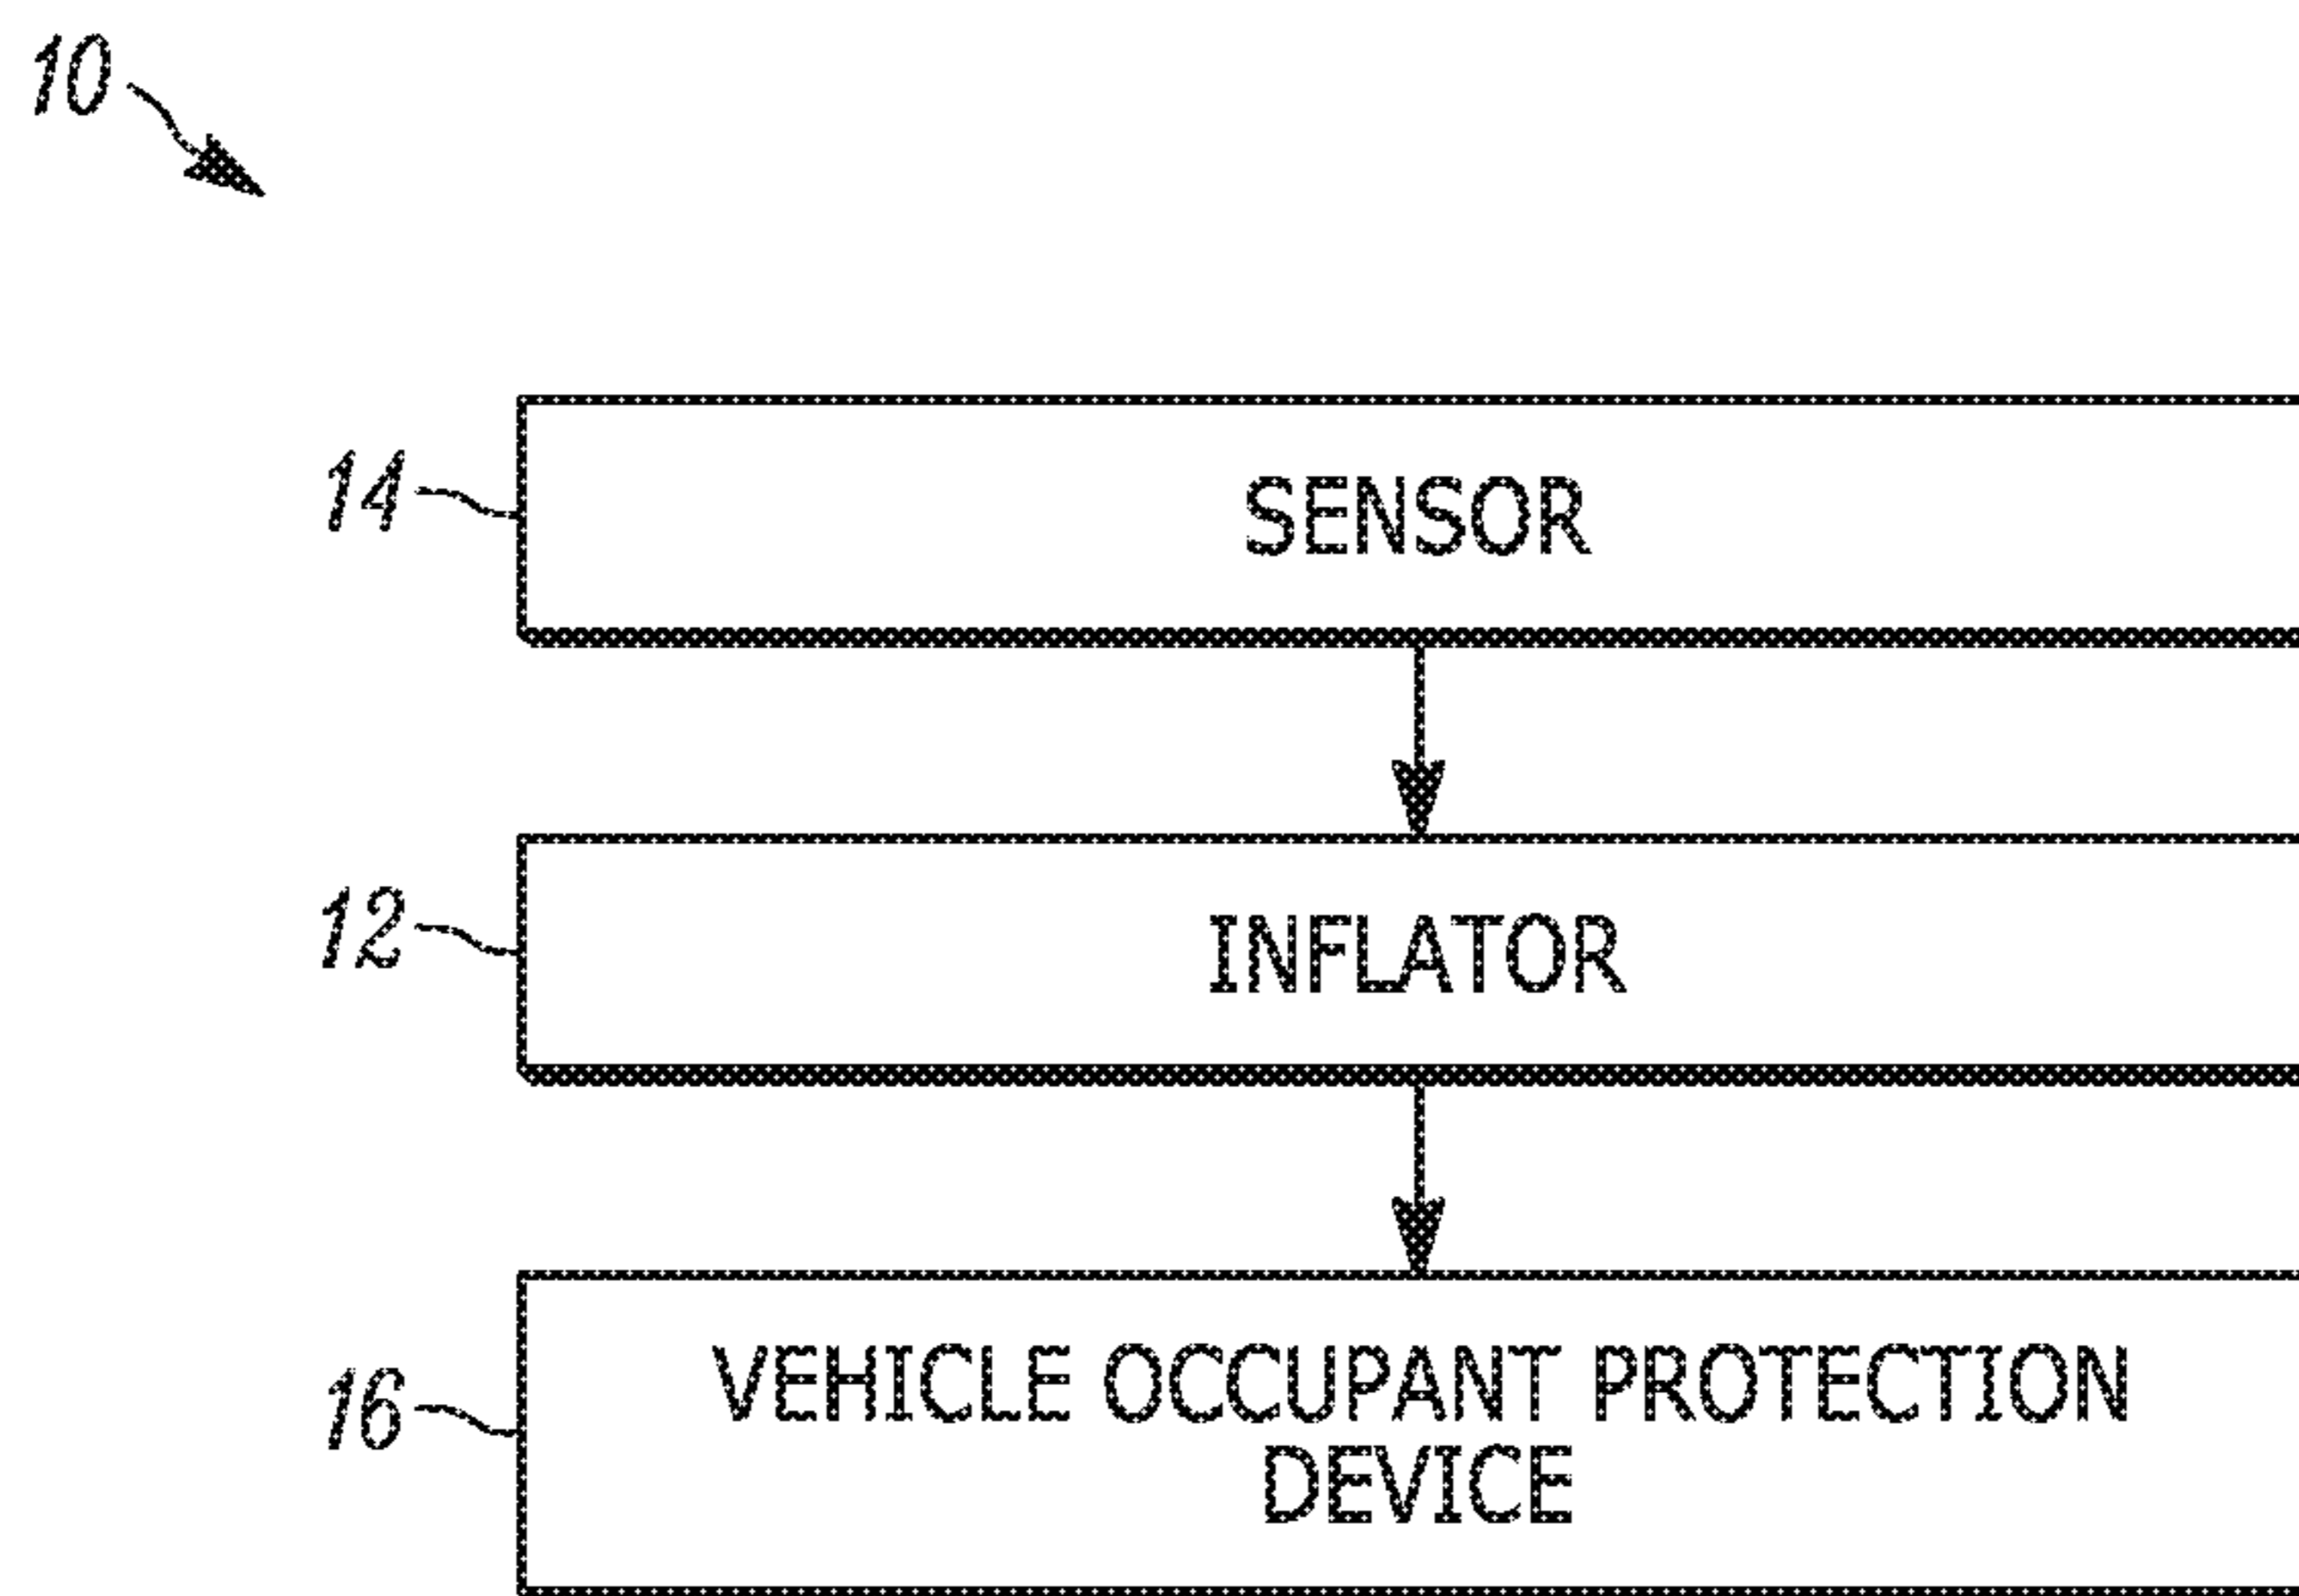 10
14
SENSOR
12
INFLATOR
16
VEHICLE OCCUPANT PROTECTION
DEVICE